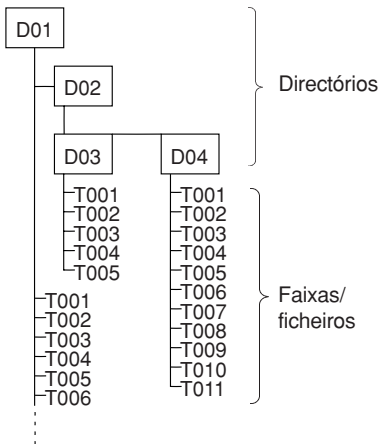 D01
D02
Directórios
D03
D04
T001
T002
T003
T004
T005
T001
T002
T003
T004
T005
T006
T007
T008
T009
T010
T011
T001
T002
T003
T004
T005
T006
Faixas/
ficheiros